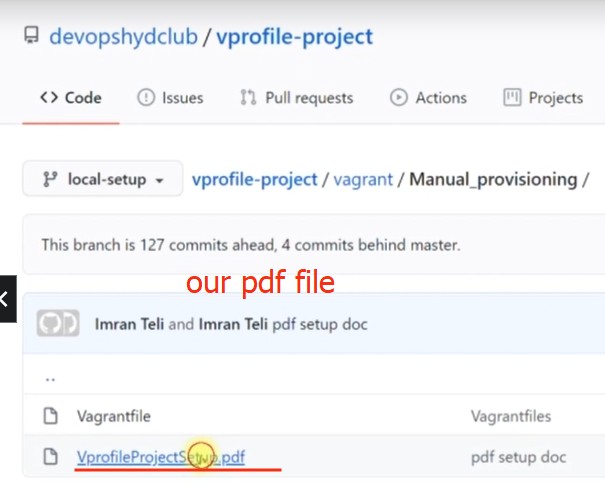 devopshydclub / vprofile-project
Code Issues Pull requests Actions Projects
local-setup vprofile-project / vagrant / Manual_provisioning /
This branch is 127 commits ahead, 4 commits behind master.
our pdf file
Imran Teli and Imran Teli pdf setup doc
..
Vagrantfile Vagrantfiles
VprofileProjectSetup.pdf pdf setup doc